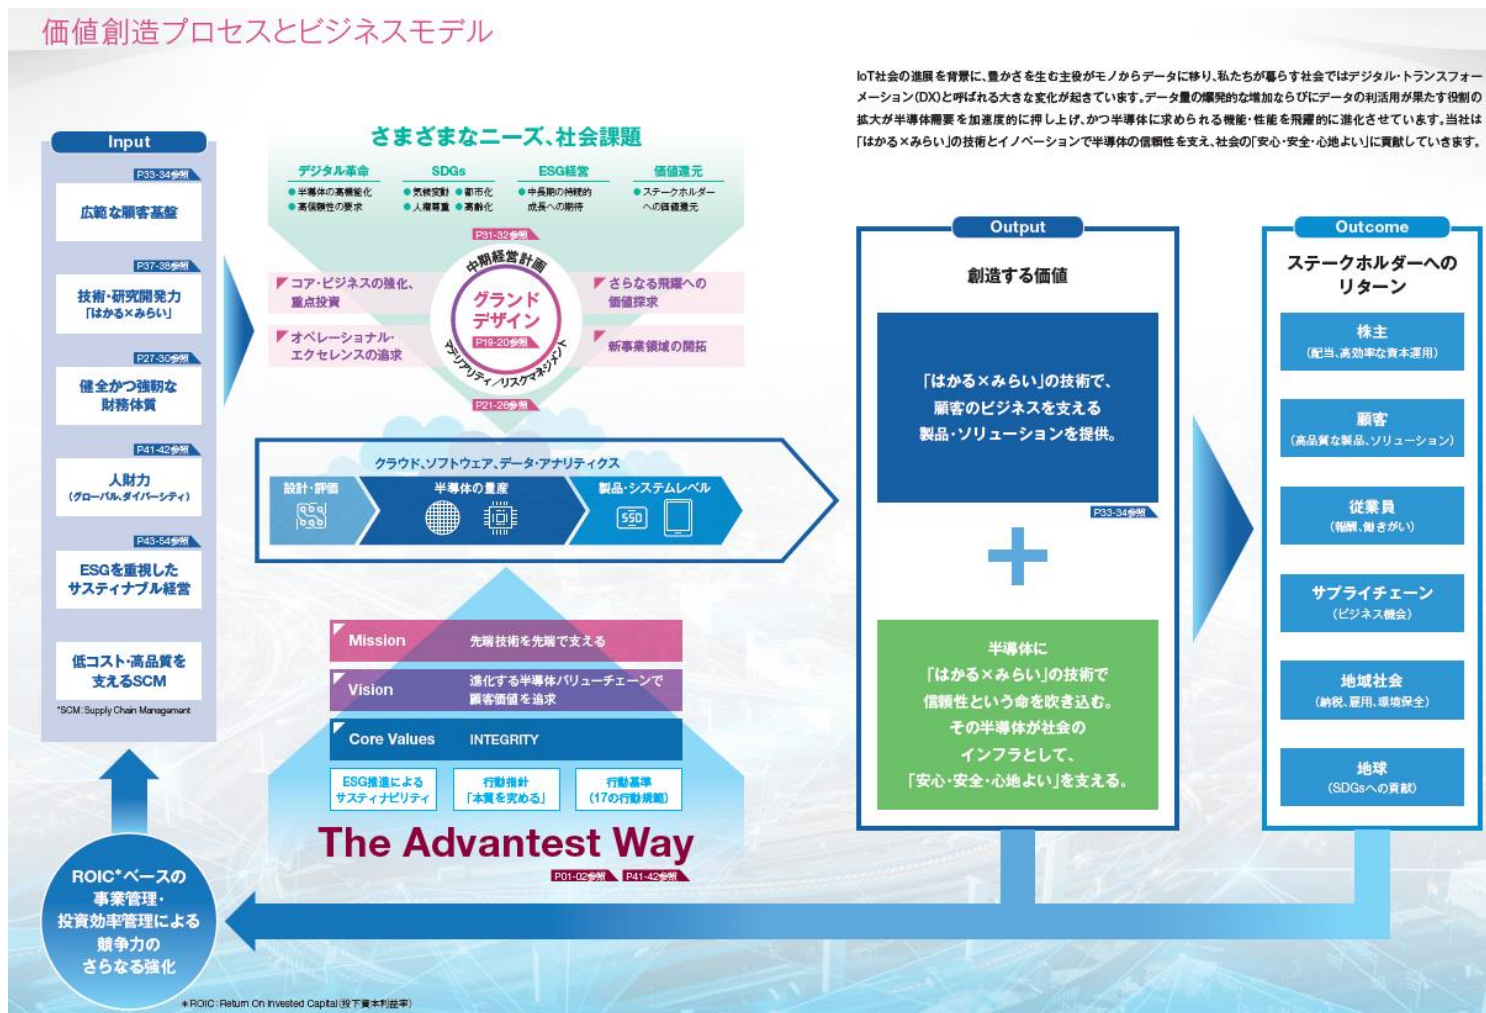 価値創造プロセスとビジネスモデル
IoT社会の進展を背景に、豊かさを生む主役がモノからデータに移り、私たちが暮らす社会ではデジタル・トランスフォー
メーション(DX)と呼ばれる大きな変化が起きています。データ量の爆発的な増加ならびにデータの利活用が果たす役割の
拡大が半導体需要を加速度的に押し上げ、かつ半導体に求められる機能・性能を飛躍的に進化させています。当社は
「はかる×みらい」の技術とイノベーションで半導体の信頼性を支え、社会の「安心・安全・心地よい」に貢献していきます。
Input
P33-34参照
広範な顧客基盤
P37-38参照
技術・研究開発力
「はかる×みらい」
P27-30参照
健全かつ強靭な
財務体質
P41-42参照
人財力
(グローバル、ダイバーシティ)
P43-54参照
ESGを重視した
サスティナブル経営
低コスト・高品質を
支えるSCM
*SCM:Supply Chain Management
ROIC*ベースの
事業管理・
投資効率管理による
競争力の
さらなる強化
*ROIC:Return On Invested Capital(投下資本利益率)
さまざまなニーズ、社会課題
デジタル革命
●半導体の高機能化
●高信頼性の要求
SDGs
●気候変動 ●都市化
●人権尊重 ●高齢化
ESG経営
●中長期の持続的
成長への期待
価値還元
●ステークホルダー
への価値還元
P31-32参照
中期経営計画
グランド
デザイン
P19-20参照
マテリアリティ/リスクマネジメント
P21-26参照
コア・ビジネスの強化、
重点投資
オペレーショナル・
エクセレンスの追求
さらなる飛躍への
価値探求
新事業領域の開拓
クラウド、ソフトウェア、データ・アナリティクス
設計・評価
半導体の量産
製品・システムレベル
SSD
Mission 先端技術を先端で支える
Vision 進化する半導体バリューチェーンで
顧客価値を追求
Core Values INTEGRITY
ESG推進による
サスティナビリティ
行動指針
「本質を究める」
行動基準
(17の行動規範)
The Advantest Way
P01-02参照 P41-42参照
Output
創造する価値
「はかる×みらい」の技術で、
顧客のビジネスを支える
製品・ソリューションを提供。
P33-34参照
半導体に
「はかる×みらい」の技術で
信頼性という命を吹き込む。
その半導体が社会の
インフラとして、
「安心・安全・心地よい」を支える。
Outcome
ステークホルダーへの
リターン
株主
(配当、高効率な資本運用)
顧客
(高品質な製品、ソリューション)
従業員
(報酬、働きがい)
サプライチェーン
(ビジネス機会)
地域社会
(納税、雇用、環境保全)
地球
(SDGsへの貢献)